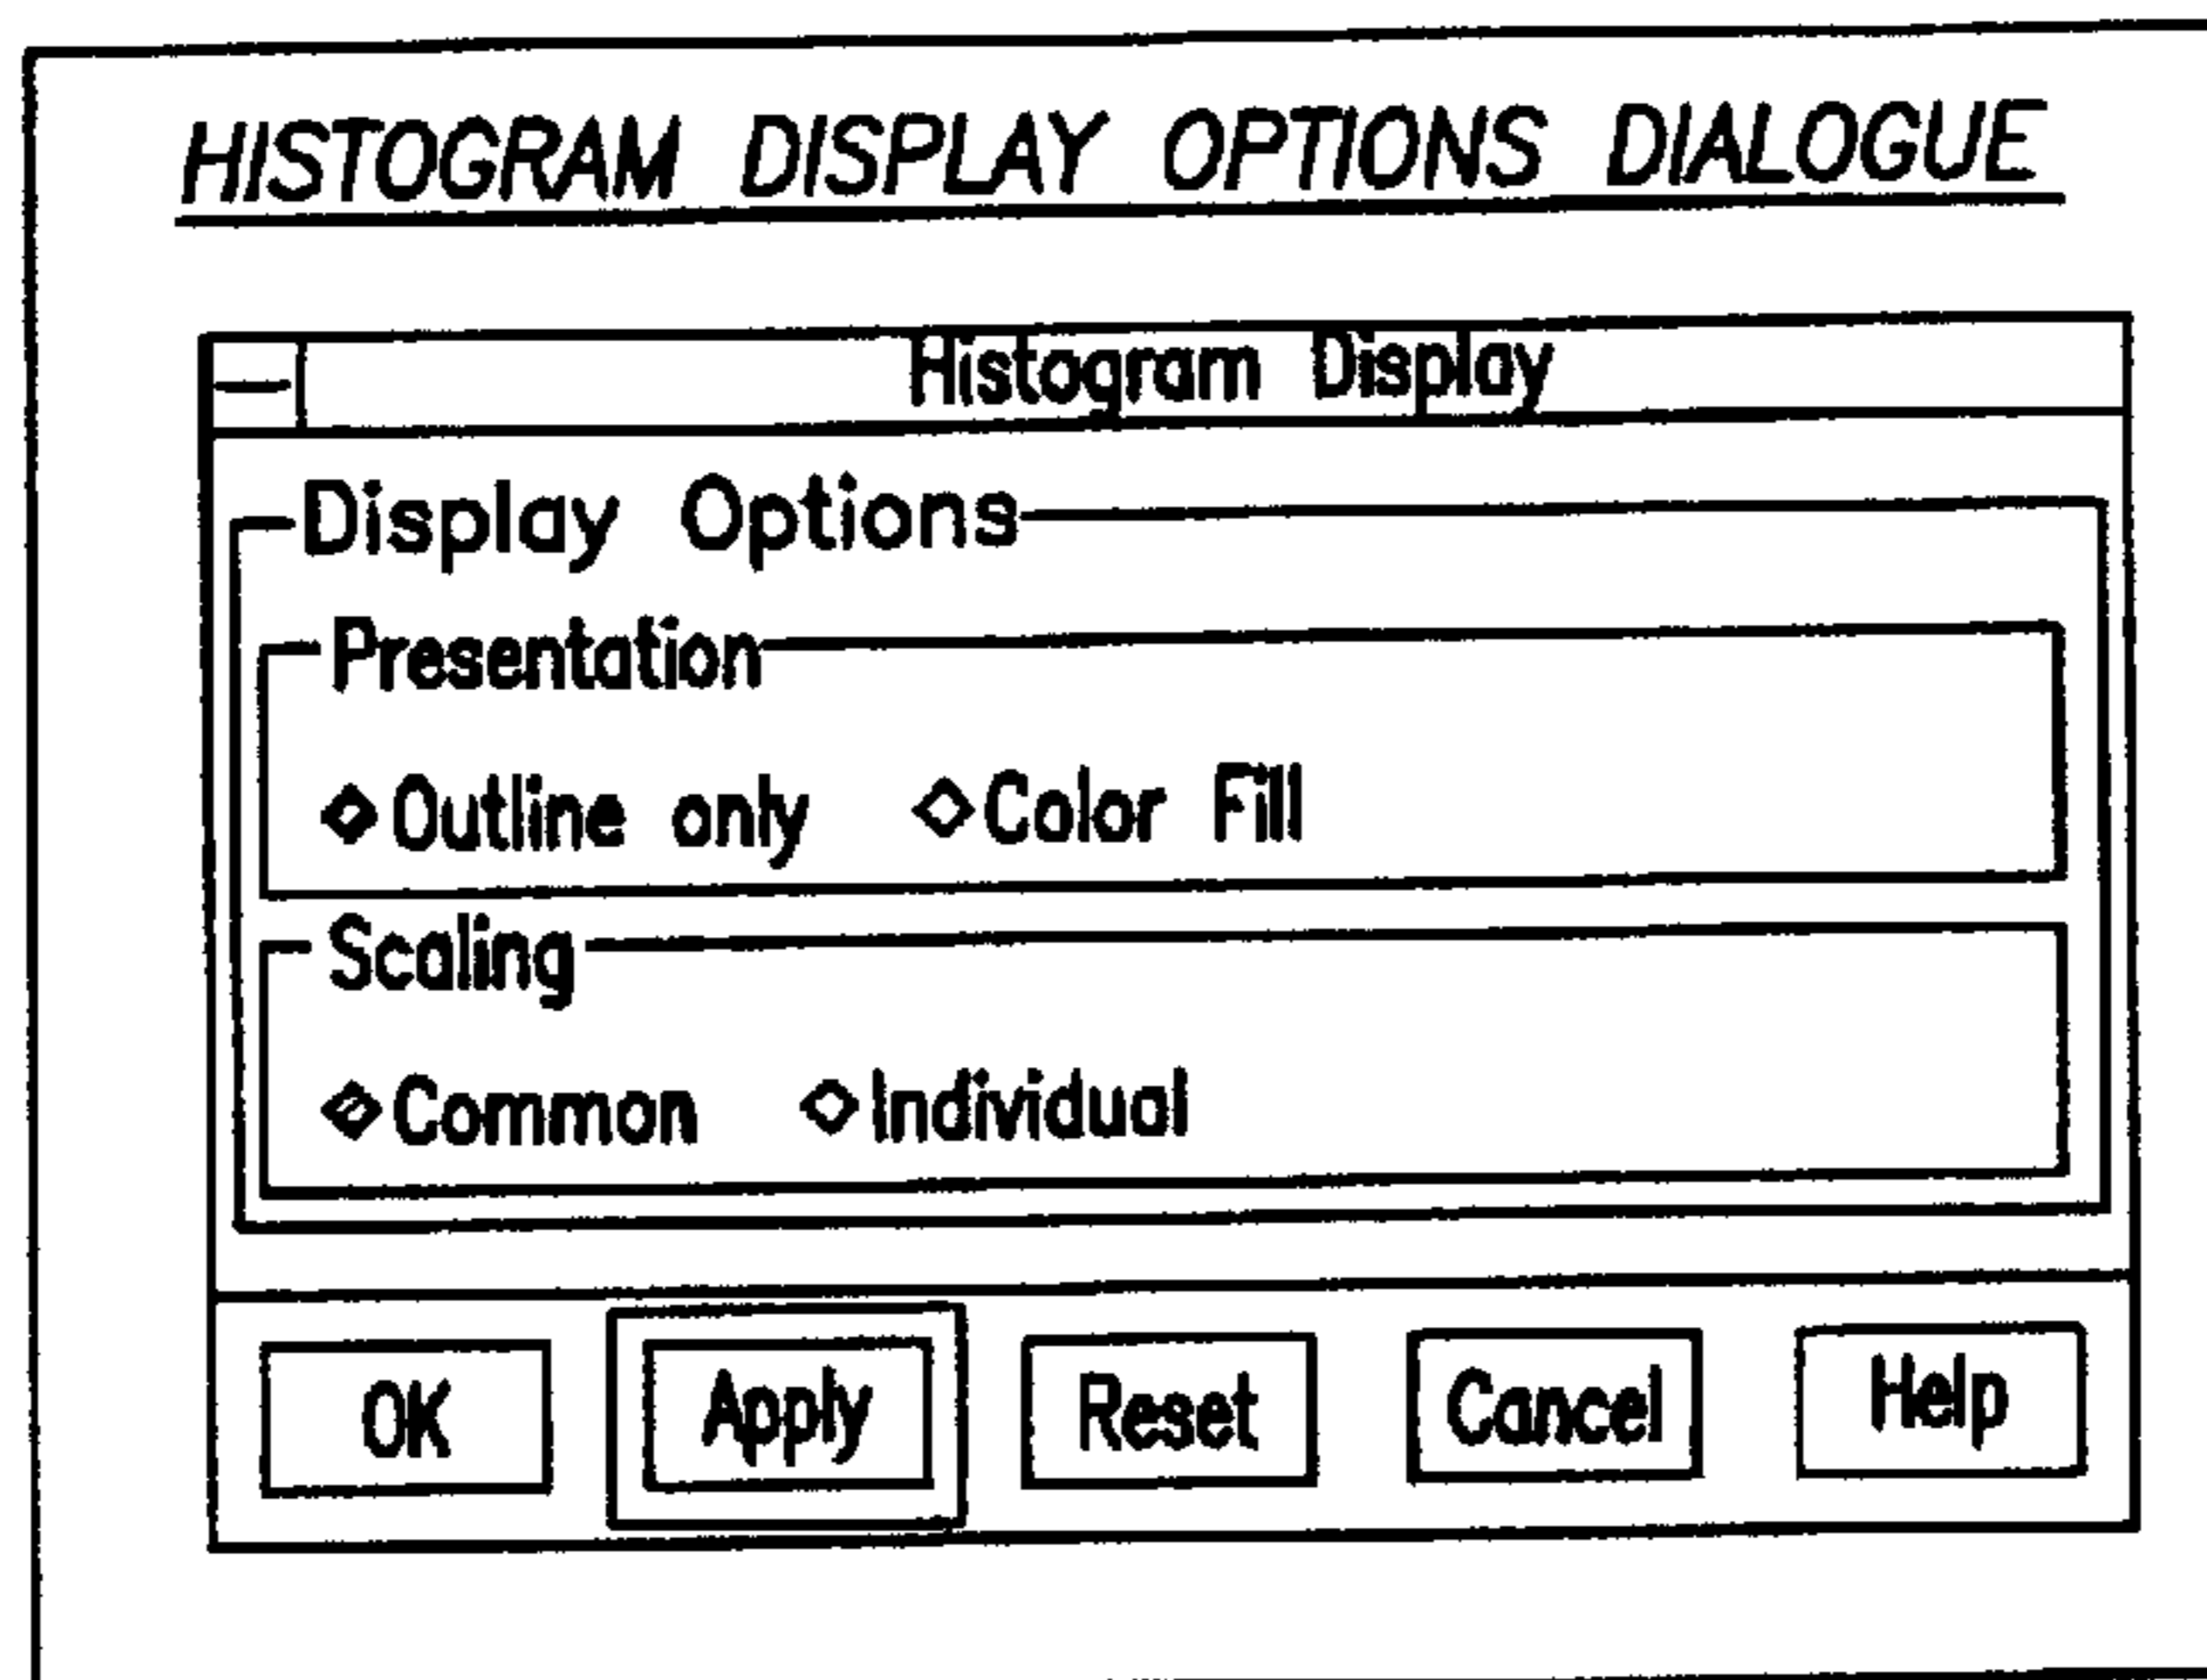 HISTOGRAM DISPLAY OPTIONS DIALOGUE
Histogram Display
Display Options
Presentation
Outline only Color Fill
Scaling
Common Individual
OK Apply Reset Cancel Help